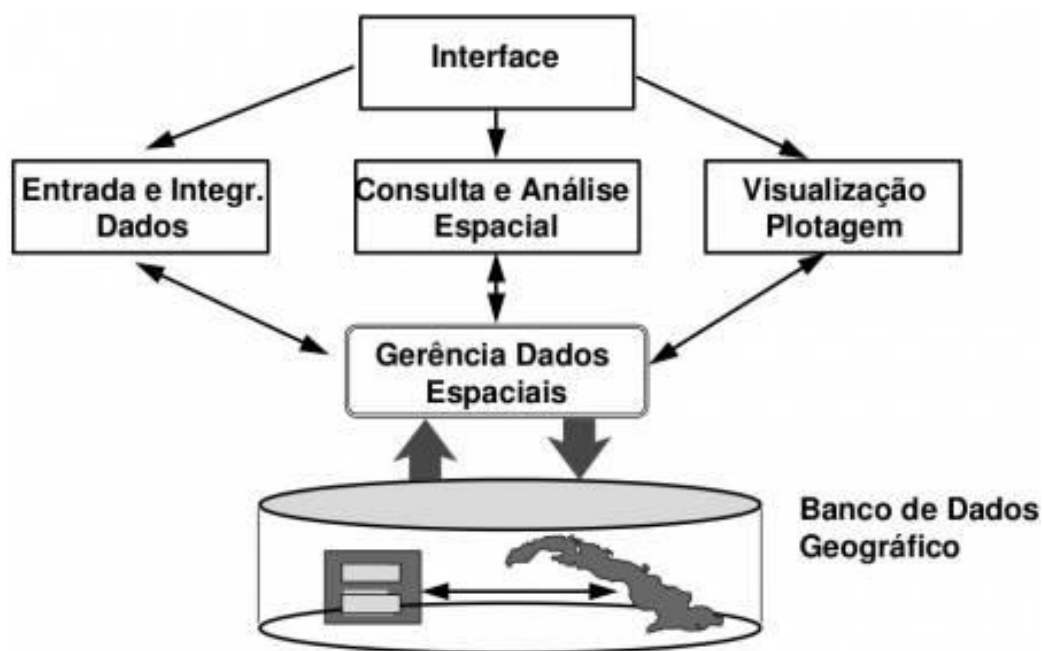 Interface
Entrada e Integr.
Dados
Consulta e Análise
Espacial
Visualização
Plotagem
Gerência Dados
Espaciais
Banco de Dados
Geográfico